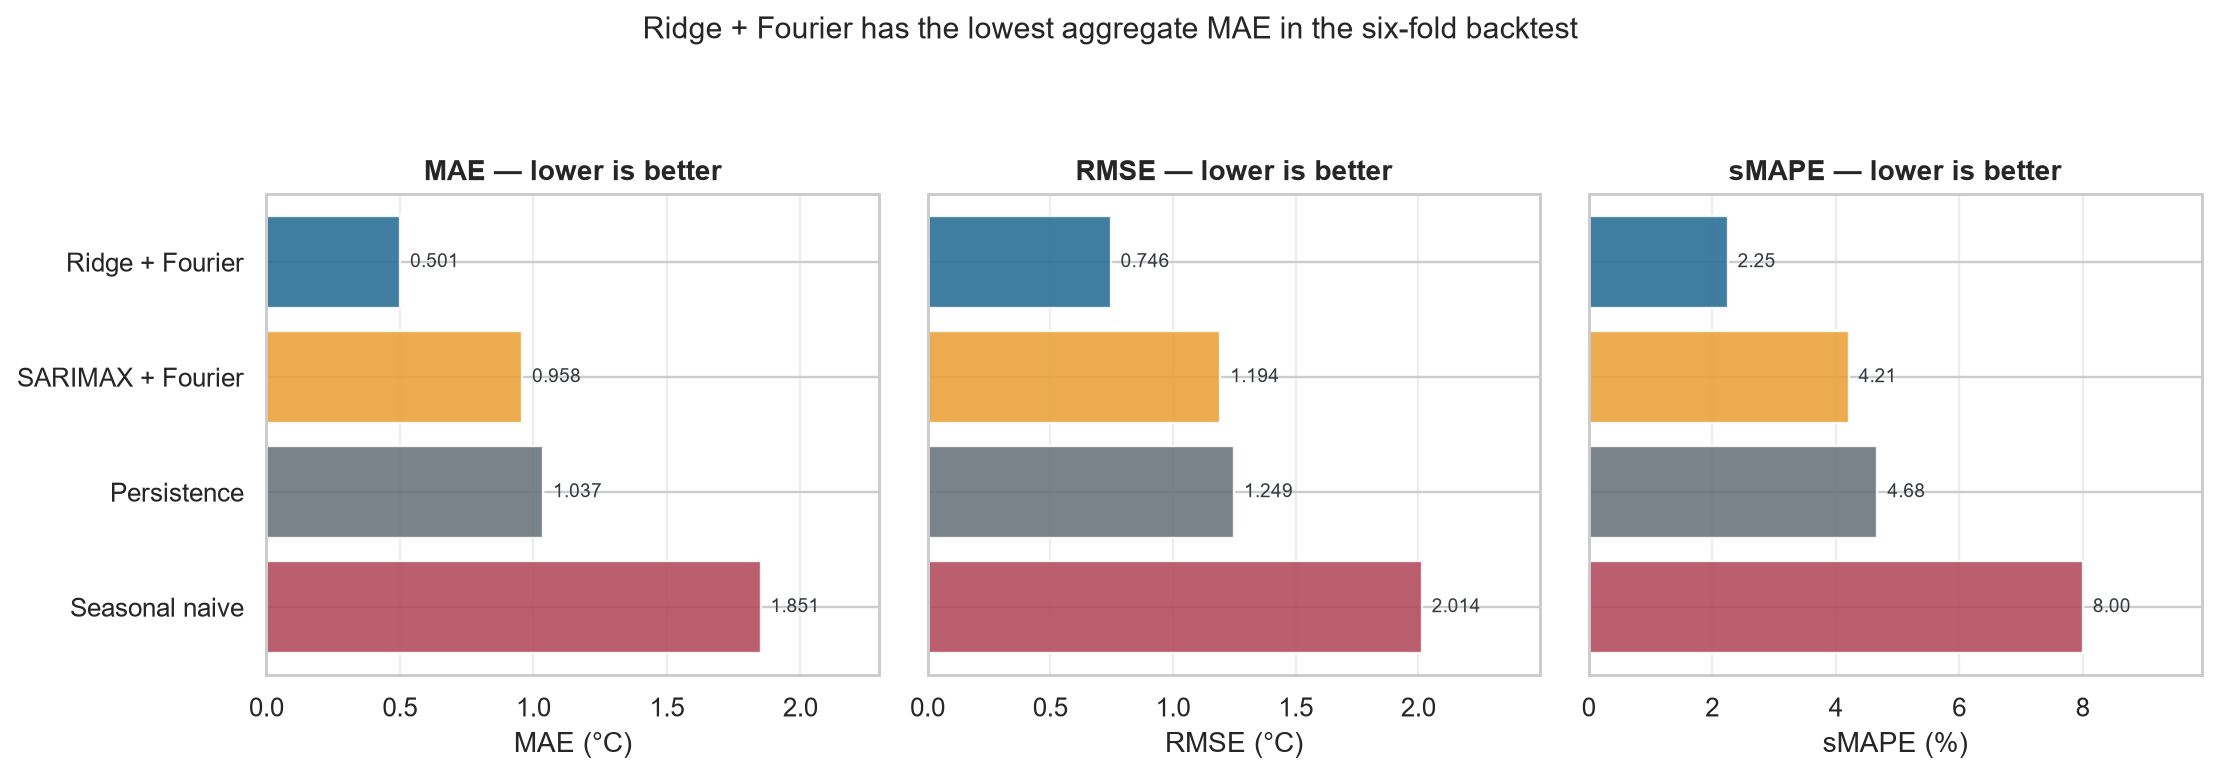 Ridge + Fourier has the lowest aggregate MAE in the six-fold backtest
MAE — lower is better
RMSE — lower is better
sMAPE — lower is better
Ridge + Fourier
SARIMAX + Fourier
Persistence
Seasonal naive
0.501
0.958
1.037
1.851
0.0 0.5 1.0 1.5 2.0
MAE (°C)
0.746
1.194
1.249
2.014
0.0 0.5 1.0 1.5 2.0
RMSE (°C)
2.25
4.21
4.68
8.00
0 2 4 6 8
sMAPE (%)